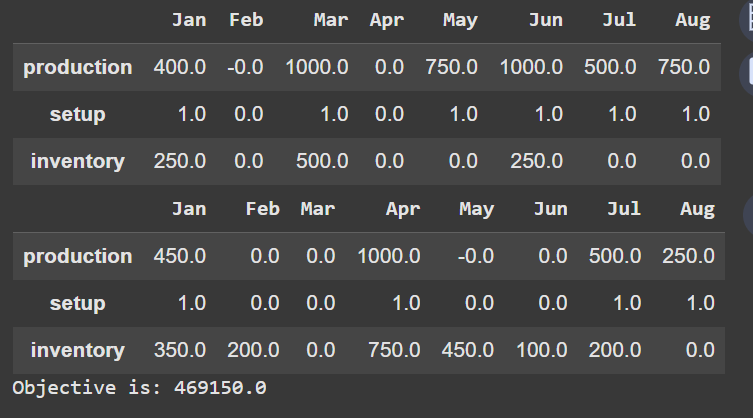 Jan Feb Mar Apr May Jun Jul Aug
production 400.0 -0.0 1000.0 0.0 750.0 1000.0 500.0 750.0
setup 1.0 0.0 1.0 0.0 1.0 1.0 1.0 1.0
inventory 250.0 0.0 500.0 0.0 0.0 250.0 0.0 0.0
Jan Feb Mar Apr May Jun Jul Aug
production 450.0 0.0 0.0 1000.0 -0.0 0.0 500.0 250.0
setup 1.0 0.0 0.0 1.0 0.0 0.0 1.0 1.0
inventory 350.0 200.0 0.0 750.0 450.0 100.0 200.0 0.0
Objective is: 469150.0